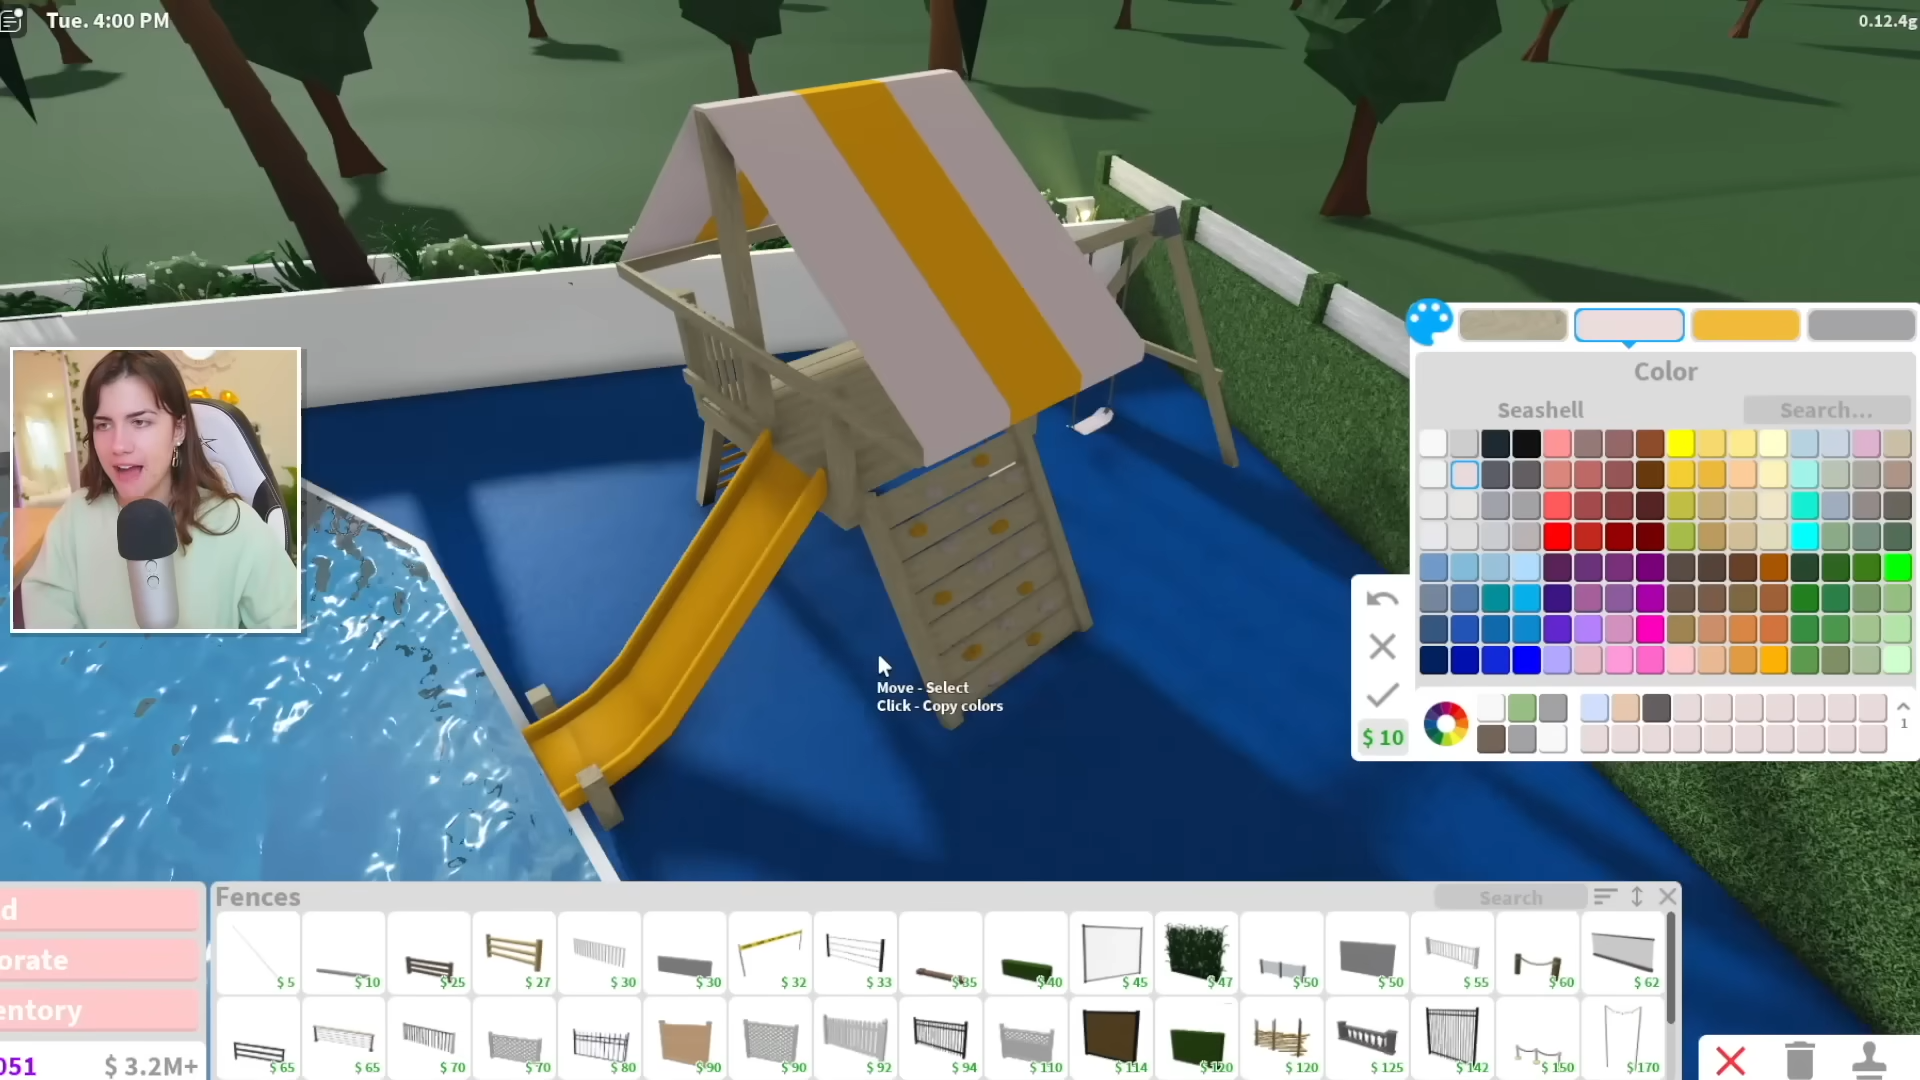 Tue. 4:00 PM
0.12.4g
Color
Seashell
Search...
Move - Select
Click - Copy colors
$ 10
1
Fences
Search
$ 5
$ 10
$ 25
$ 27
$ 30
$ 30
$ 32
$ 33
$ 35
$ 40
$ 45
$ 47
$ 50
$ 50
$ 55
$ 60
$ 62
$ 65
$ 65
$ 70
$ 70
$ 80
$ 90
$ 90
$ 92
$ 94
$ 110
$ 114
$ 120
$ 120
$ 125
$ 142
$ 150
$ 170
d
orate
entory
051
$ 3.2M+